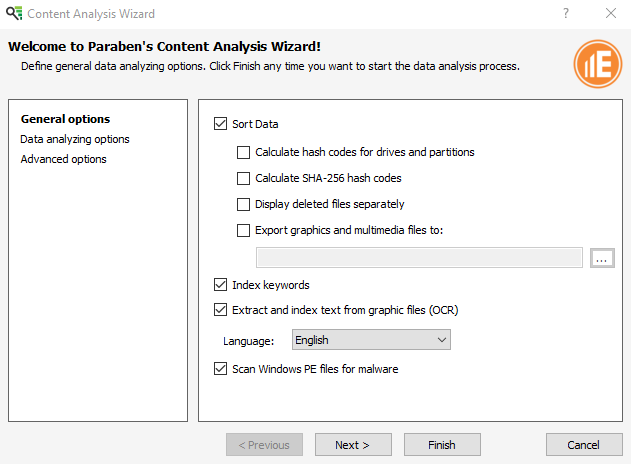 Content Analysis Wizard
Welcome to Paraben's Content Analysis Wizard!
Define general data analyzing options. Click Finish any time you want to start the data analysis process.
E
General options
Data analyzing options
Advanced options
Sort Data
Calculate hash codes for drives and partitions
Calculate SHA-256 hash codes
Display deleted files separately
Export graphics and multimedia files to:
...
Index keywords
Extract and index text from graphic files (OCR)
Language: English
Scan Windows PE files for malware
< Previous Next > Finish Cancel